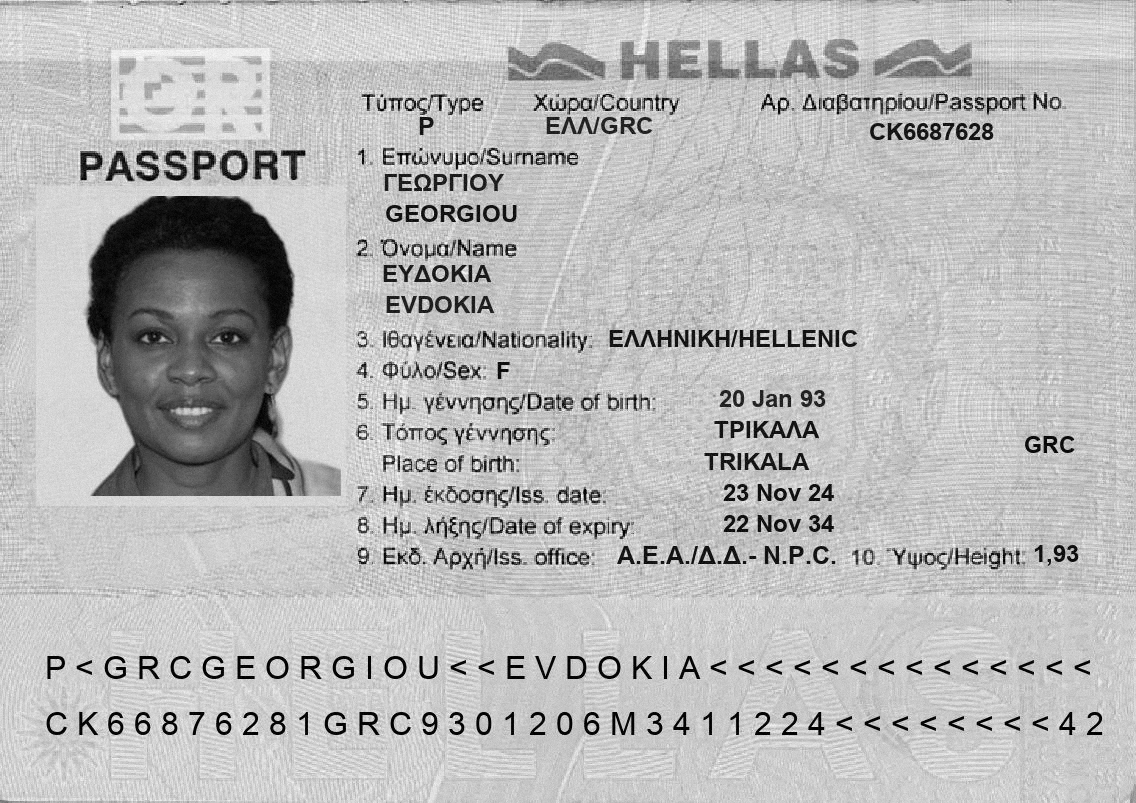 HELLAS
GR
PASSPORT
Τύπος/Type Χώρα/Country Αρ. Διαβατηρίου/Passport No.
P ΕΛΛ/GRC CK6687628
1. Επώνυμο/Surname
ΓΕΩΡΓΙΟΥ
GEORGIOU
2. Όνομα/Name
ΕΥΔΟΚΙΑ
EVDOKIA
3. Ιθαγένεια/Nationality: ΕΛΛΗΝΙΚΗ/HELLENIC
4. Φύλο/Sex: F
5. Ημ. γέννησης/Date of birth: 20 Jan 93
6. Τόπος γέννησης: ΤΡΙΚΑΛΑ
Place of birth: TRIKALA GRC
7. Ημ. έκδοσης/Iss. date: 23 Nov 24
8. Ημ. λήξης/Date of expiry: 22 Nov 34
9. Εκδ. Αρχή/Iss. office: Α.Ε.Α./Δ.Δ.- N.P.C. 10. Ύψος/Height: 1,93
P<GRCGEORGIOU<<EVDOKIA<<<<<<<<<<<<<<
CK66876281GRC9301206M3411224<<<<<<<<42
HELLAS